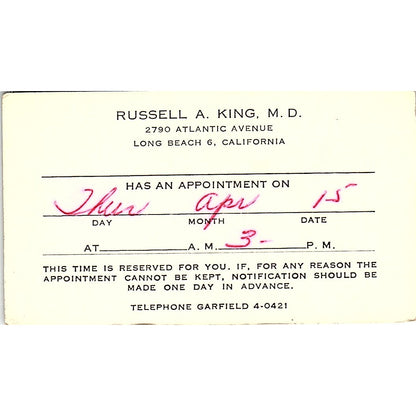 RUSSELL A. KING, M. D.
2790 ATLANTIC AVENUE
LONG BEACH 6, CALIFORNIA
HAS AN APPOINTMENT ON
Thur Apr 15
DAY MONTH DATE
AT A. M. 3- P. M.
THIS TIME IS RESERVED FOR YOU. IF, FOR ANY REASON THE
APPOINTMENT CANNOT BE KEPT, NOTIFICATION SHOULD BE
MADE ONE DAY IN ADVANCE.
TELEPHONE GARFIELD 4-0421